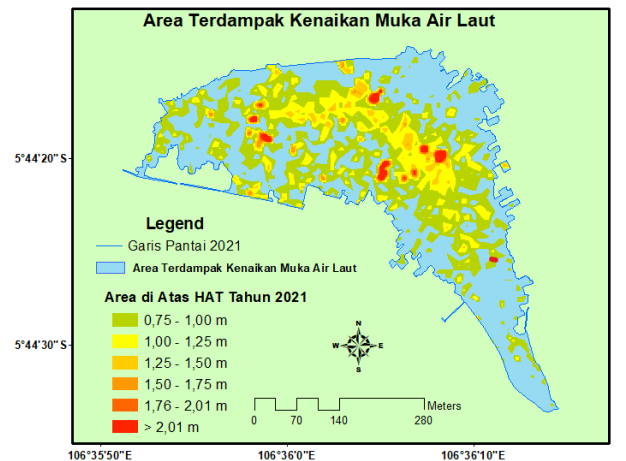 Area Terdampak Kenaikan Muka Air Laut
5°44'20"S
5°44'30"S
Legend
Garis Pantai 2021
Area Terdampak Kenaikan Muka Air Laut
Area di Atas HAT Tahun 2021
0,75 - 1,00 m
1,00 - 1,25 m
1,25 - 1,50 m
1,50 - 1,75 m
1,76 - 2,01 m
> 2,01 m
N
W E
S
Meters
0 70 140 280
106°35'50"E 106°36'0"E 106°36'10"E